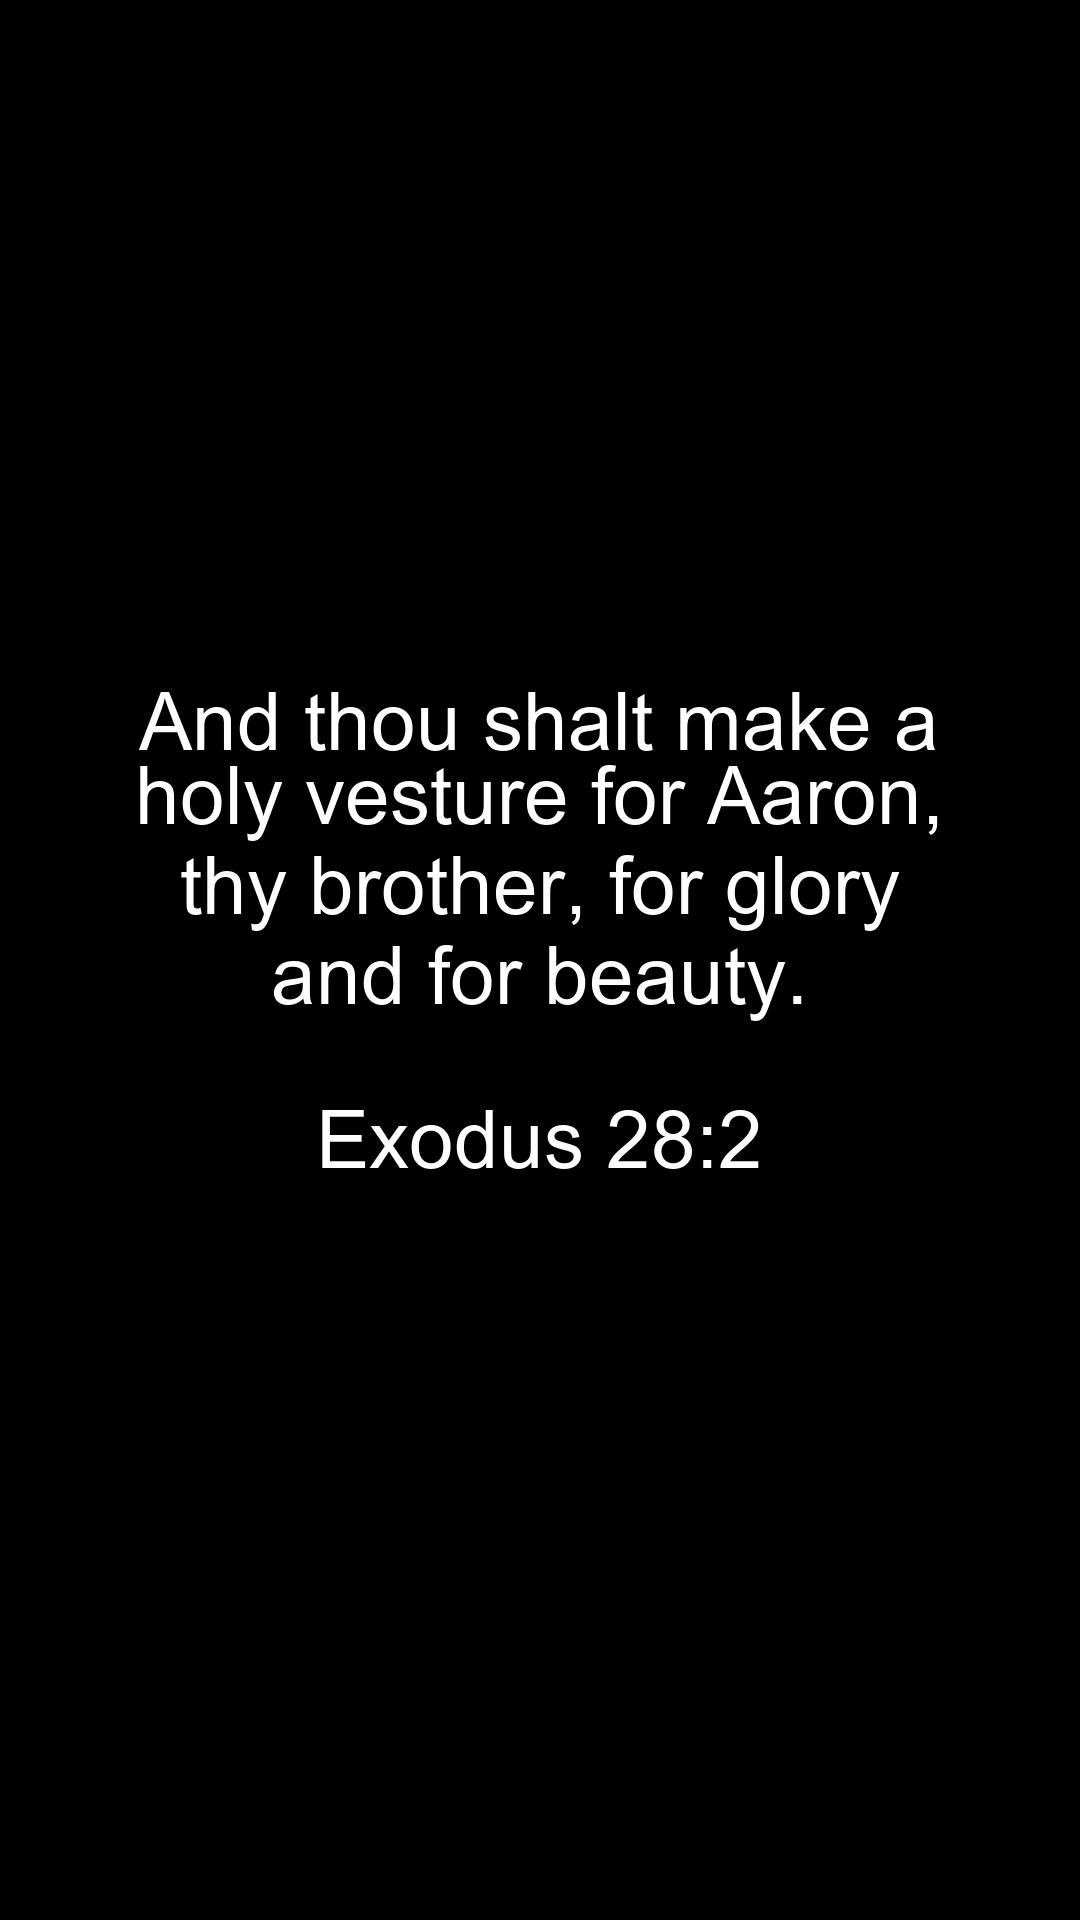 And thou shalt make a
holy vesture for Aaron,
thy brother, for glory
and for beauty.
Exodus 28:2